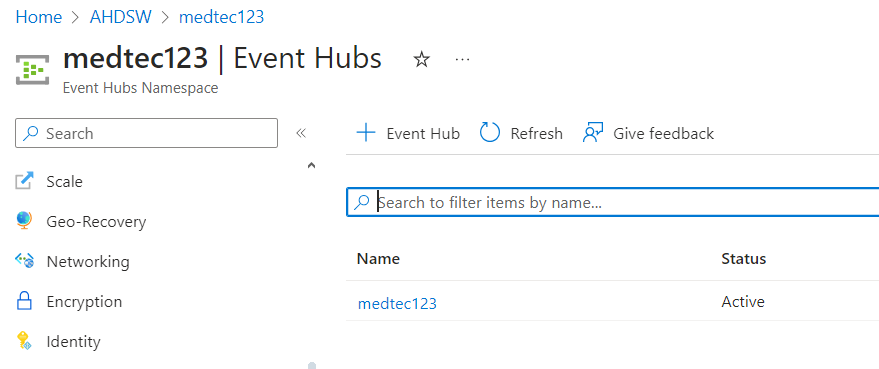 Home > AHDSW > medtec123
medtec123 | Event Hubs ☆ ...
Event Hubs Namespace
Search «
Scale
Geo-Recovery
Networking
Encryption
Identity
+ Event Hub Refresh Give feedback
Search to filter items by name...
Name Status
medtec123 Active